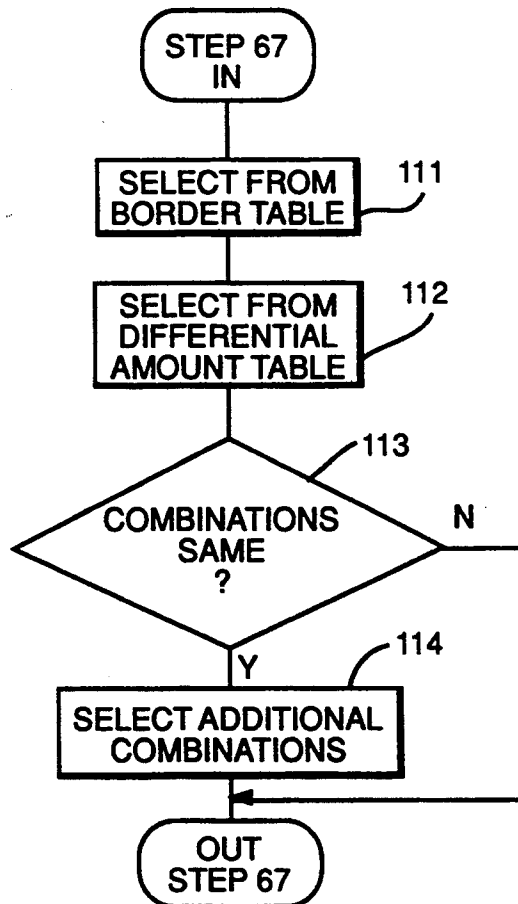 STEP 67
IN
SELECT FROM
BORDER TABLE
111
SELECT FROM
DIFFERENTIAL
AMOUNT TABLE
112
113
COMBINATIONS
SAME
?
N
Y
114
SELECT ADDITIONAL
COMBINATIONS
OUT
STEP 67